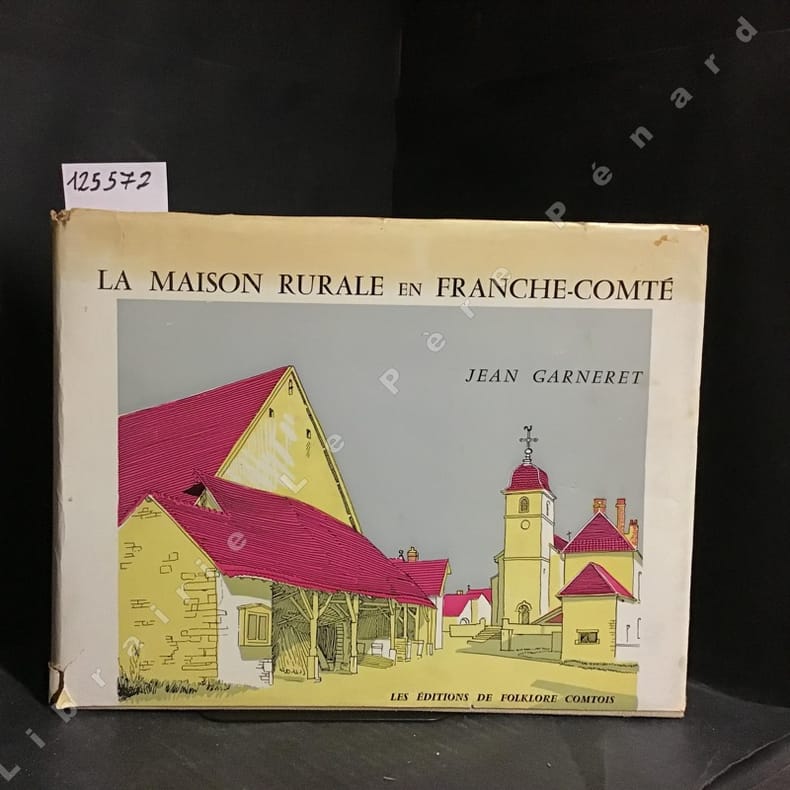 125572
LA MAISON RURALE EN FRANCHE-COMTÉ
JEAN GARNERET
LES ÉDITIONS DE FOLKLORE COMTOIS
Librairie Le Père Pénard